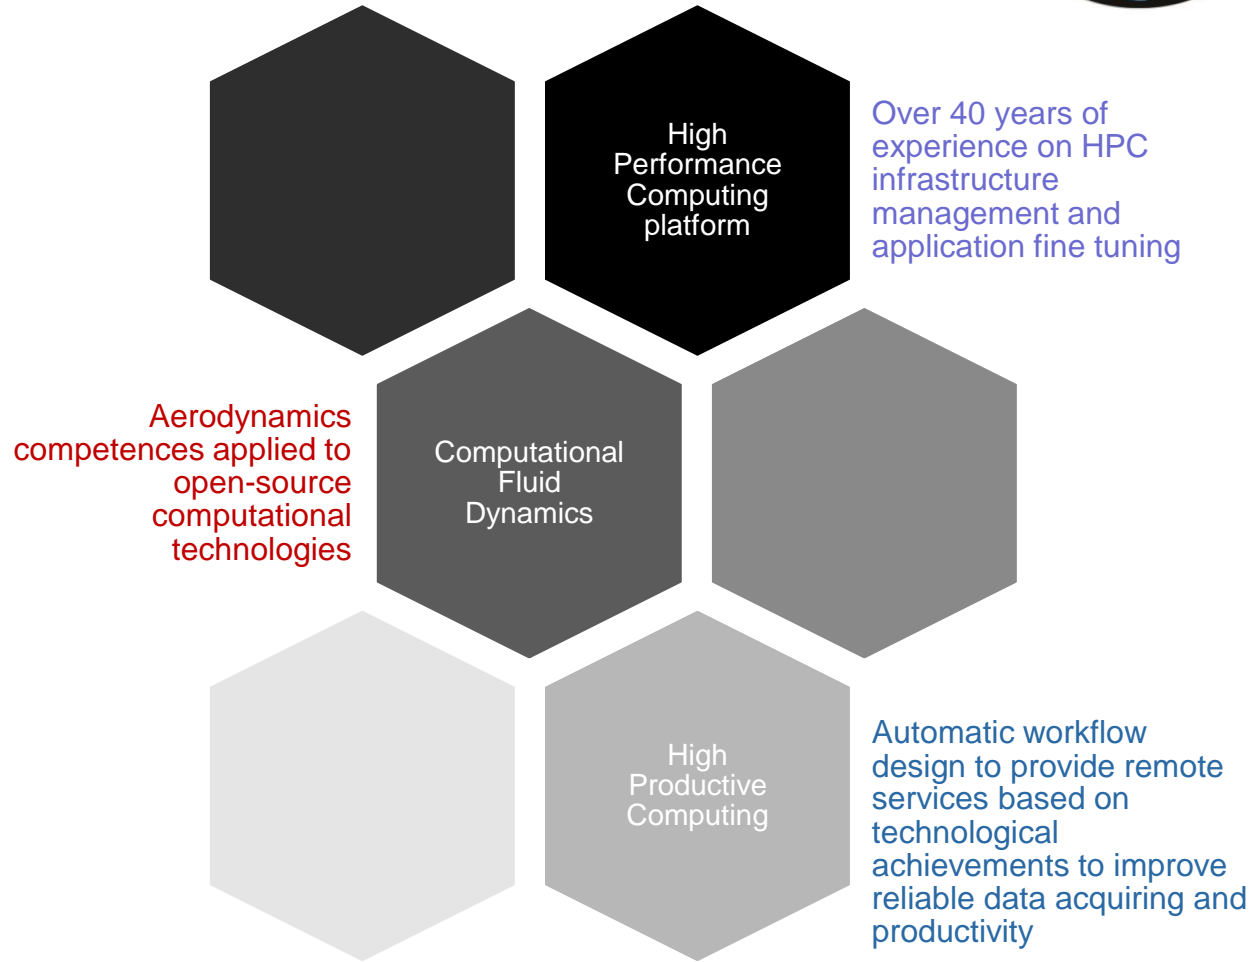 High
Performance
Computing
platform
Over 40 years of
experience on HPC
infrastructure
management and
application fine tuning
Aerodynamics
competences applied to
open-source
computational
technologies
Computational
Fluid
Dynamics
High
Productive
Computing
Automatic workflow
design to provide remote
services based on
technological
achievements to improve
reliable data acquiring and
productivity